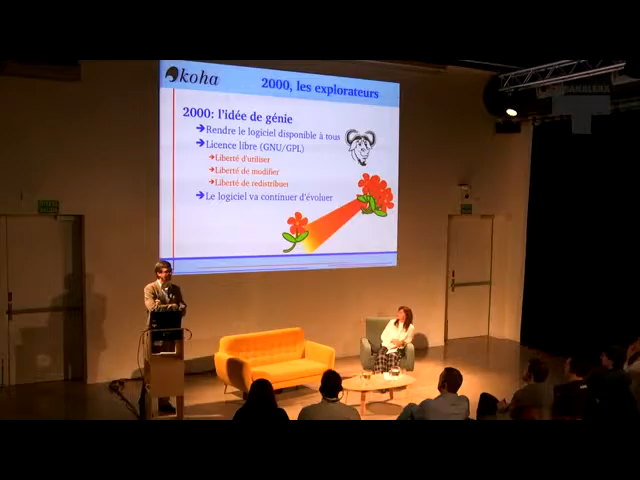 koha
2000, les explorateurs
2000: l'idée de génie
Rendre le logiciel disponible à tous
Licence libre (GNU/GPL)
Liberté d'utiliser
Liberté de modifier
Liberté de redistribuer
Le logiciel va continuer d'évoluer